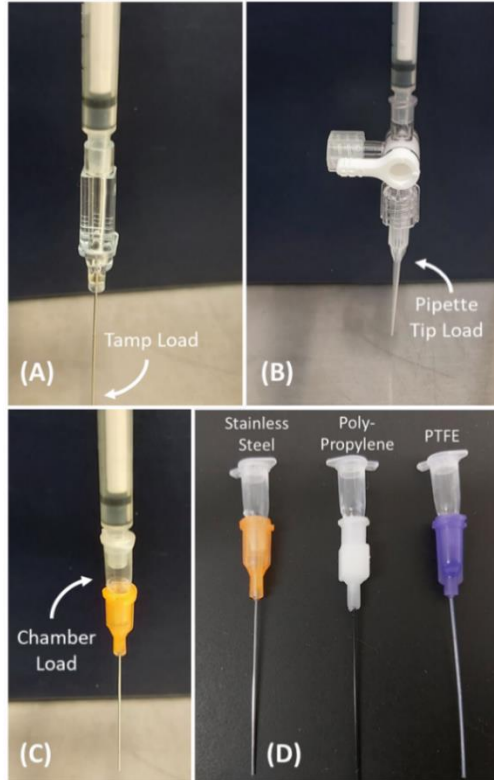 Tamp Load
(A)
Pipette
Tip Load
(B)
Chamber
Load
(C)
Stainless
Steel
Poly-
Propylene
PTFE
(D)